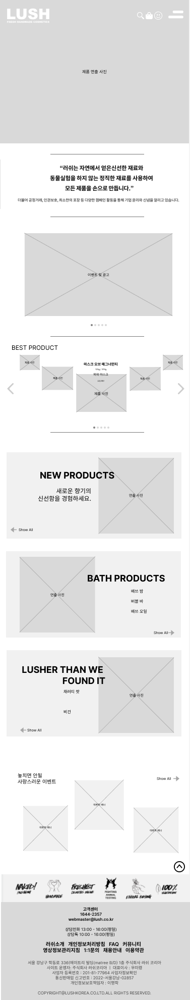 LUSH
FRESH HANDMADE COSMETICS
제품 연출 사진
“러쉬는 자연에서 얻은신선한 재료와
동물실험을 하지 않는 정직한 재료를 사용하여
모든 제품을 손으로 만듭니다.”
더불어 공정거래, 인권보호, 최소한의 포장 등 다양한 캠페인 활동을 통해 기업 윤리와 신념을 알리고 있습니다.
이벤트 및 광고
BEST PRODUCT
제품 사진
제품 사진
마스크 오브 매그너민티
파워 마스크
22,000
제품 사진
제품 사진
제품 사진
NEW PRODUCTS
새로운 향기의
신선함을 경험하세요.
연출 사진
Show All
연출 사진
BATH PRODUCTS
배쓰 밤
버블 바
배쓰 오일
Show All
LUSHER THAN WE
FOUND IT
채러티 팟
비건
연출 사진
Show All
놓치면 안될
사랑스러운 이벤트
Show All
이벤트 배너
이벤트 배너
이벤트 배너
NAKED!
PACKAGING
HANDMADE
FRESHEST
COSMETICS ONLINE
FIGHTING
ANIMAL
TESTING
ETHICAL BUYING
100%
VEGETARIAN
고객센터
1644-2357
webmaster@lush.co.kr
상담전화 13:00 - 16:00(평일)
상담톡 10:00 - 16:00(평일)
러쉬소개 개인정보처리방침 FAQ 커뮤니티
영상정보관리지침 1:1문의 채용안내 이용약관
서울 강남구 학동로 336(메이트리 빌딩(matree B/D) 1층 주식회사 러쉬 코리아
사이트 운영자: 주식회사 러쉬코리아 ㅣ 대표이사 : 우미령
사업자 등록번호 : 201-81-77964 사업자정보확인
통신판매업 신고번호 : 2022-서울강남-02857
개인정보보호책임자 : 이명학
COPYRIGHT@LUSHKOREA.CO.LTD.ALL RIGHTS RESERVED.